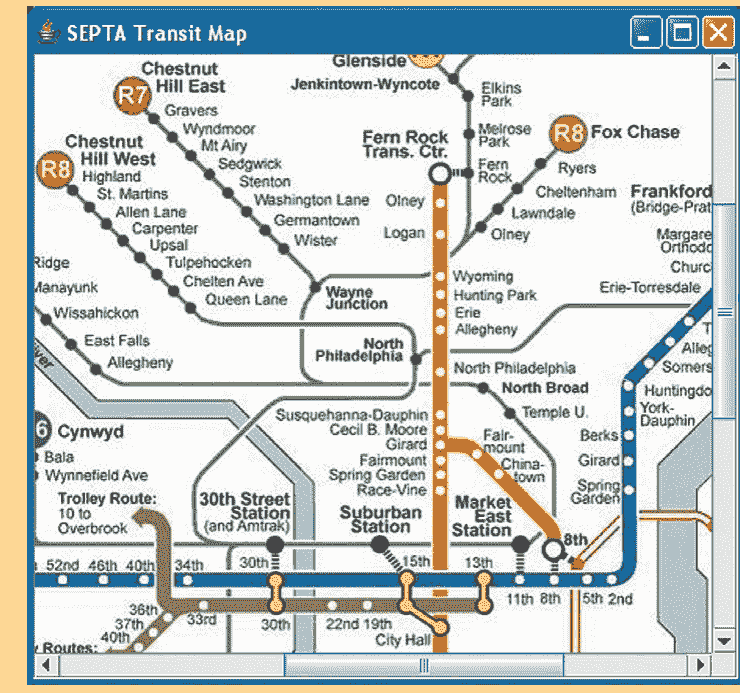 SEPTA Transit Map
Chestnut
Hill East
R7
Gravers
Wyndmoor
Mt Airy
Sedgwick
Stenton
Washington Lane
Germantown
Wister
Wayne
Junction
Chestnut
Hill West
R8
Highland
St. Martins
Allen Lane
Carpenter
Upsal
Tulpehocken
Chelten Ave
Queen Lane
Glenside
Jenkintown-Wyncote
Elkins
Park
Melrose
Park
Fern
Rock
Fern Rock
Trans. Ctr.
R8 Fox Chase
Ryers
Cheltenham
Lawndale
Olney
Frankford
(Bridge-Prat
Margare
Orthodo
Churc
Erie-Torresdale
T
Alleg
Somers
Huntingdo
York-
Dauphin
Berks
Girard
Spring
Garden
Olney
Logan
Wyoming
Hunting Park
Erie
Allegheny
North Philadelphia
North
Philadelphia
North Broad
Temple U.
Susquehanna-Dauphin
Cecil B. Moore
Girard
Fairmount
Spring Garden
Race-Vine
Fair-
mount
China-
town
Ridge
Manayunk
Wissahickon
East Falls
Allegheny
iver
6 Cynwyd
Bala
Wynnefield Ave
Trolley Route:
10 to
Overbrook
30th Street
Station
(and Amtrak)
Suburban
Station
Market
East
Station
8th
52nd 46th 40th 34th 30th 15th 13th
11th 8th 5th 2nd
36th
37th
40th
33rd
30th
22nd 19th
City Hall
y Routes: